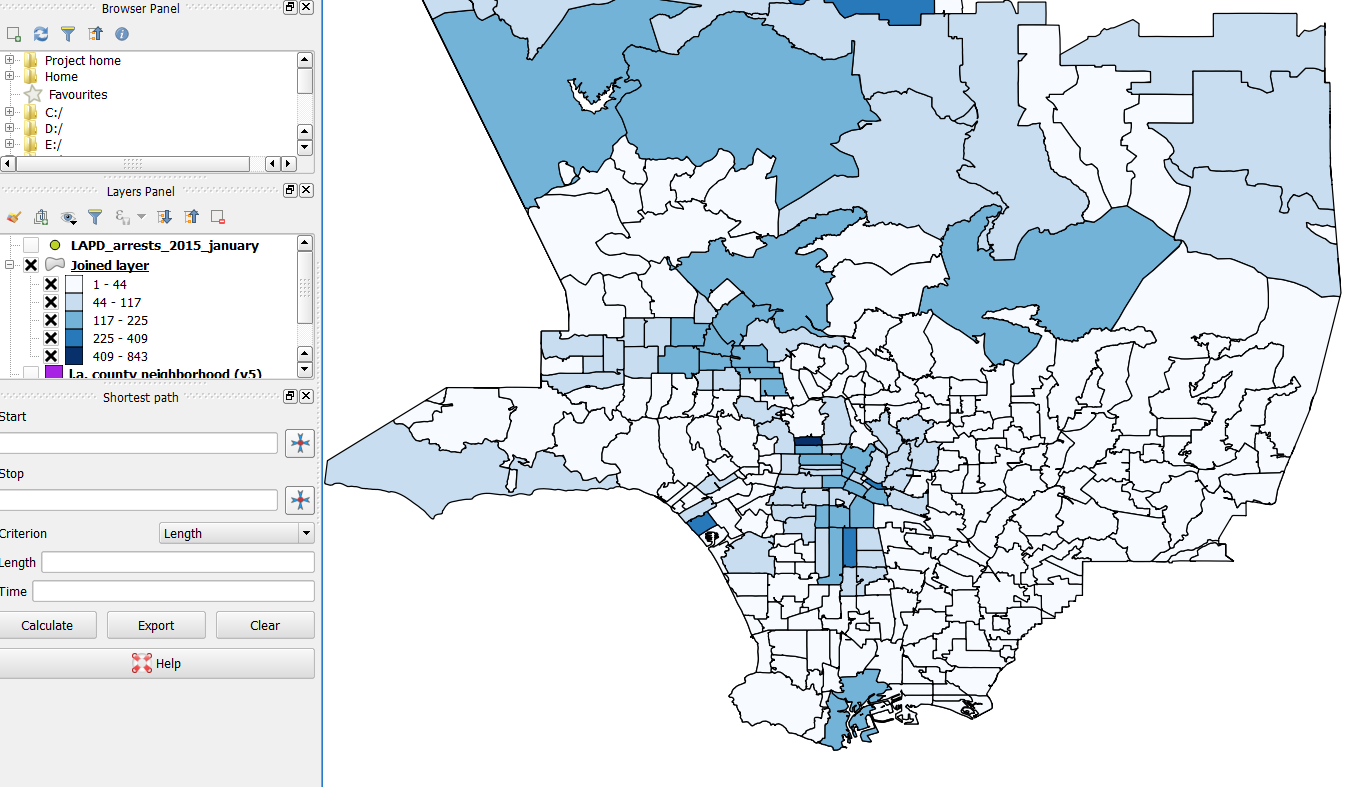 Browser Panel
Project home
Home
Favourites
C:/
D:/
E:/
Layers Panel
LAPD_arrests_2015_january
Joined layer
1 - 44
44 - 117
117 - 225
225 - 409
409 - 843
La. county neighborhood (v5)
Shortest path
Start
Stop
Criterion
Length
Length
Time
Calculate
Export
Clear
Help